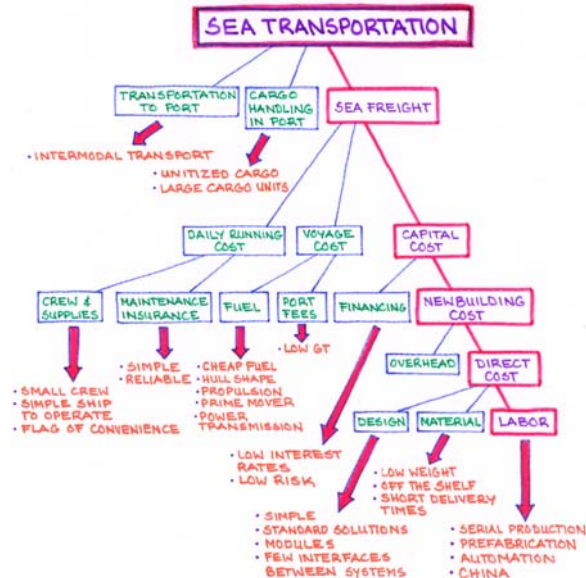 SEA TRANSPORTATION
TRANSPORTATION
TO PORT
CARGO
HANDLING
IN PORT
SEA FREIGHT
• INTERMODAL TRANSPORT
• UNITIZED CARGO
• LARGE CARGO UNITS
DAILY RUNNING
COST
VOYAGE
COST
CAPITAL
COST
CREW &
SUPPLIES
MAINTENANCE
INSURANCE
FUEL
PORT
FEES
FINANCING
NEWBUILDING
COST
• SMALL CREW
• SIMPLE SHIP
TO OPERATE
• FLAG OF CONVENIENCE
• SIMPLE
• RELIABLE
• CHEAP FUEL
• HULL SHAPE
• PROPULSION
• PRIME MOVER
• POWER
TRANSMISSION
• LOW GT
OVERHEAD
DIRECT
COST
DESIGN
MATERIAL
LABOR
• LOW INTEREST
RATES
• LOW RISK
• SIMPLE
• STANDARD SOLUTIONS
• MODULES
• FEW INTERFACES
BETWEEN SYSTEMS
• LOW WEIGHT
• OFF THE SHELF
• SHORT DELIVERY
TIMES
• SERIAL PRODUCTION
• PREFABRICATION
• AUTOMATION
• CHINA